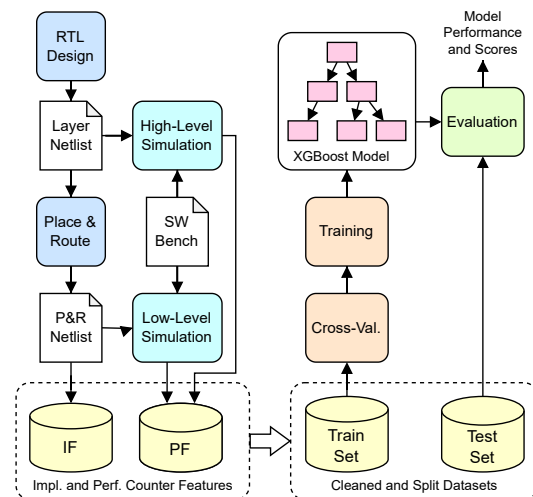 RTL
Design
Layer
Netlist
High-Level
Simulation
Place &
Route
SW
Bench
P&R
Netlist
Low-Level
Simulation
IF
PF
Impl. and Perf. Counter Features
Model
Performance
and Scores
XGBoost Model
Evaluation
Training
Cross-Val.
Train
Set
Test
Set
Cleaned and Split Datasets